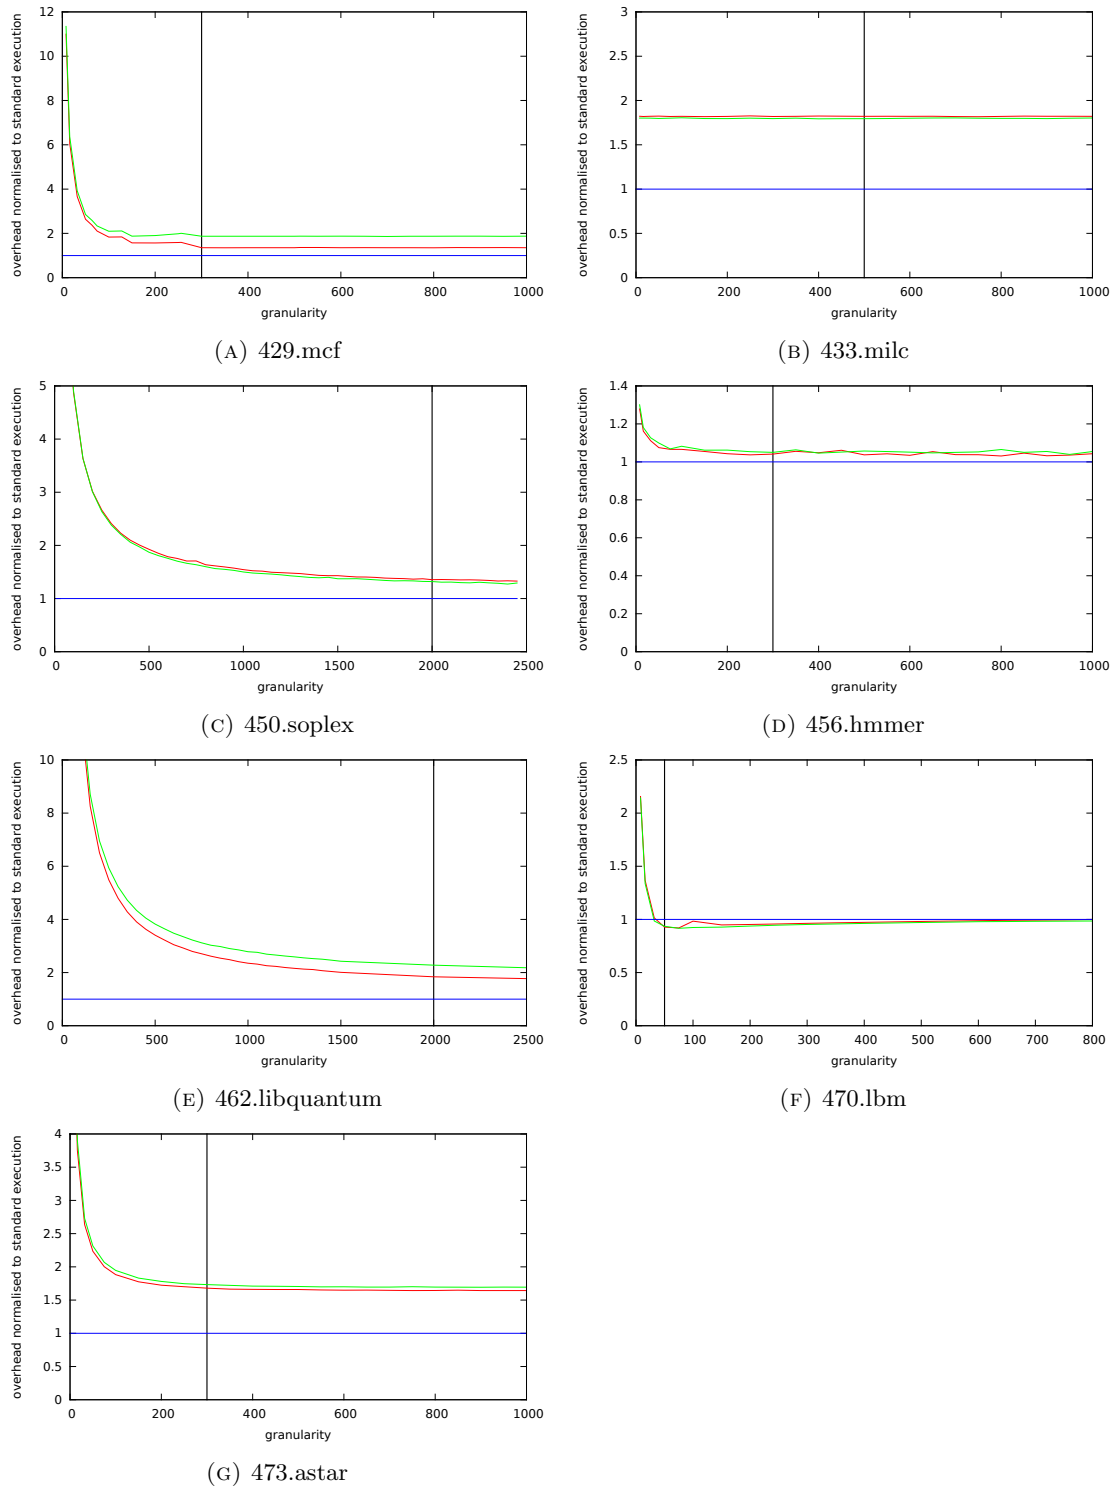 overhead normalised to standard execution
12
10
8
6
4
2
0
0 200 400 600 800 1000
granularity
(A) 429.mcf
overhead normalised to standard execution
3
2.5
2
1.5
1
0.5
0
0 200 400 600 800 1000
granularity
(B) 433.milc
overhead normalised to standard execution
5
4
3
2
1
0
0 500 1000 1500 2000 2500
granularity
(C) 450.soplex
overhead normalised to standard execution
1.4
1.2
1
0.8
0.6
0.4
0.2
0
0 200 400 600 800 1000
granularity
(D) 456.hmmer
overhead normalised to standard execution
10
8
6
4
2
0
0 500 1000 1500 2000 2500
granularity
(E) 462.libquantum
overhead normalised to standard execution
2.5
2
1.5
1
0.5
0
0 100 200 300 400 500 600 700 800
granularity
(F) 470.lbm
overhead normalised to standard execution
4
3.5
3
2.5
2
1.5
1
0.5
0
0 200 400 600 800 1000
granularity
(G) 473.astar